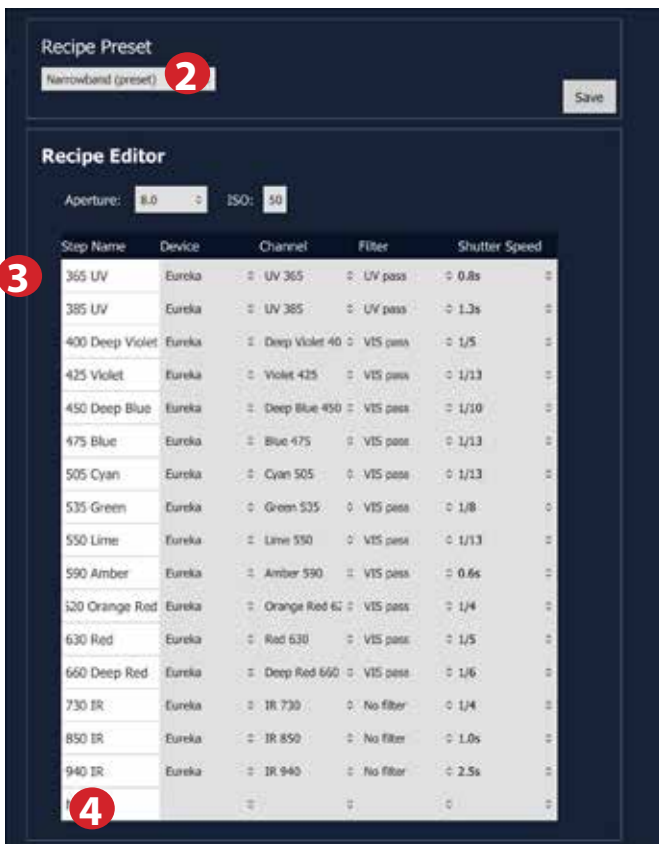 Recipe Preset
Narrowband (preset)
2
Save
Recipe Editor
Aperture: 8.0 ISO: 50
Step Name Device Channel Filter Shutter Speed
3
365 UV Eureka UV 365 UV pass 0.8s
385 UV Eureka UV 385 UV pass 1.3s
400 Deep Violet Eureka Deep Violet 40 VIS pass 1/5
425 Violet Eureka Violet 425 VIS pass 1/13
450 Deep Blue Eureka Deep Blue 450 VIS pass 1/10
475 Blue Eureka Blue 475 VIS pass 1/13
505 Cyan Eureka Cyan 505 VIS pass 1/13
535 Green Eureka Green 535 VIS pass 1/8
550 Lime Eureka Lime 550 VIS pass 1/13
590 Amber Eureka Amber 590 VIS pass 0.6s
620 Orange Red Eureka Orange Red 62 VIS pass 1/4
630 Red Eureka Red 630 VIS pass 1/5
660 Deep Red Eureka Deep Red 660 VIS pass 1/6
730 IR Eureka IR 730 No filter 1/4
850 IR Eureka IR 850 No filter 1.0s
940 IR Eureka IR 940 No filter 2.5s
4